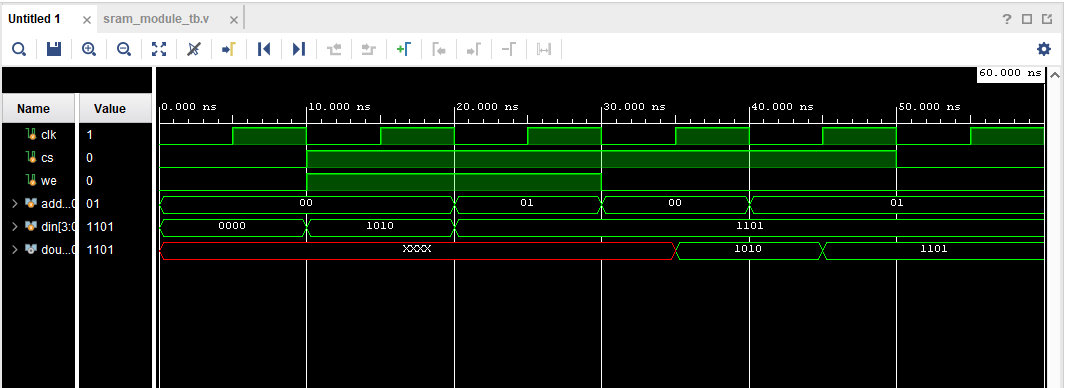 Untitled 1 × sram_module_tb.v × ?
60.000 ns
Name Value 0.000 ns 10.000 ns 20.000 ns 30.000 ns 40.000 ns 50.000 ns
clk 1
cs 0
we 0
add...0 01 00 01 00 01
din[3:0 1101 0000 1010 1101
dou...0 1101 XXXX 1010 1101